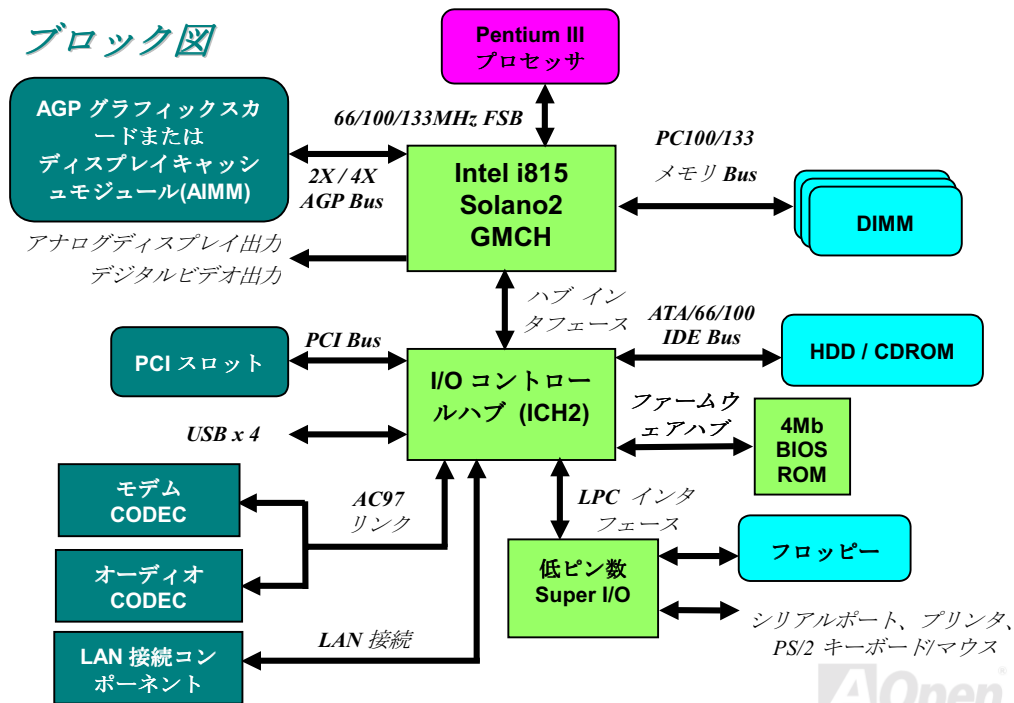 ブロック図
Pentium III
プロセッサ
AGP グラフィックスカ
ードまたは
ディスプレイキャッシ
ュモジュール(AIMM)
66/100/133MHz FSB
2X / 4X
AGP Bus
Intel i815
Solano2
GMCH
PC100/133
メモリ Bus
DIMM
アナログディスプレイ出力
デジタルビデオ出力
ハブ イン
タフェース
ATA/66/100
IDE Bus
HDD / CDROM
PCI スロット
PCI Bus
I/O コントロー
ルハブ (ICH2)
ファームウ
ェアハブ
4Mb
BIOS
ROM
USB x 4
モデム
CODEC
AC97
リンク
LPC インタ
フェース
オーディオ
CODEC
低ピン数
Super I/O
フロッピー
シリアルポート、プリンタ、
PS/2 キーボード/マウス
LAN 接続コン
ポーネント
LAN 接続
AOpen
®